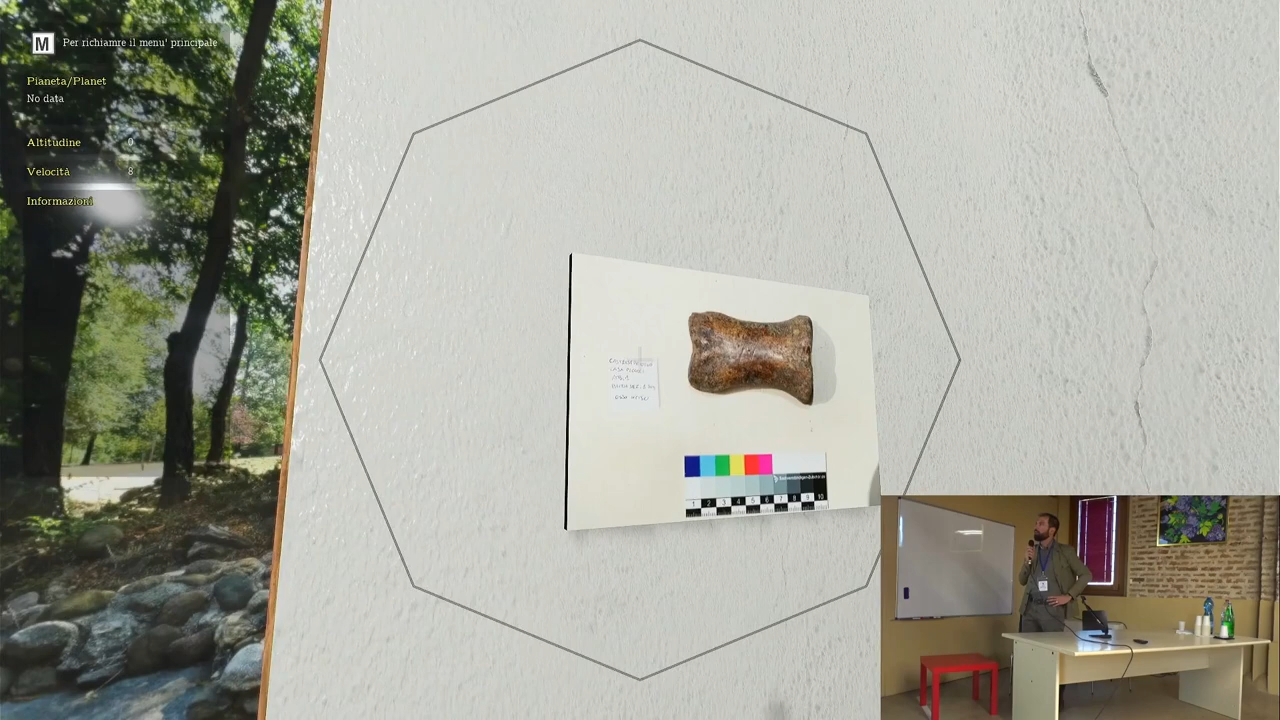 M Per richiamre il menu' principale
Pianeta/Planet
No data
Altitudine 0
Velocità 8
Informazioni
1 2 3 4 5 6 7 8 9 10